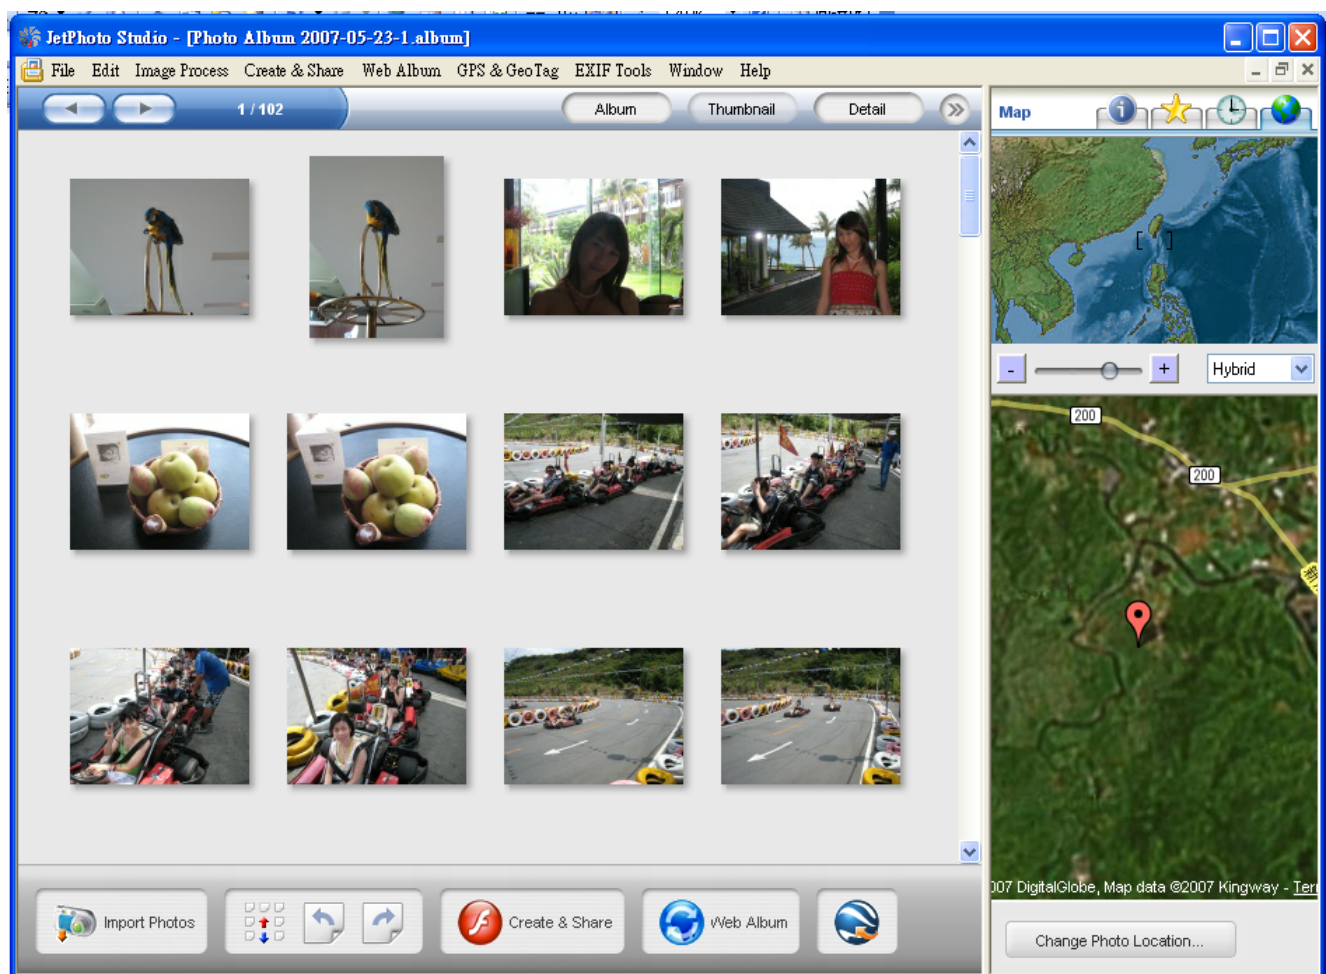 JetPhoto Studio - [Photo Album 2007-05-23-1.album]
File Edit Image Process Create & Share Web Album GPS & GeoTag EXIF Tools Window Help
1 / 102 Album Thumbnail Detail
Map
- + Hybrid
200
200
007 DigitalGlobe, Map data ©2007 Kingway - Ter
Import Photos Create & Share Web Album
Change Photo Location...